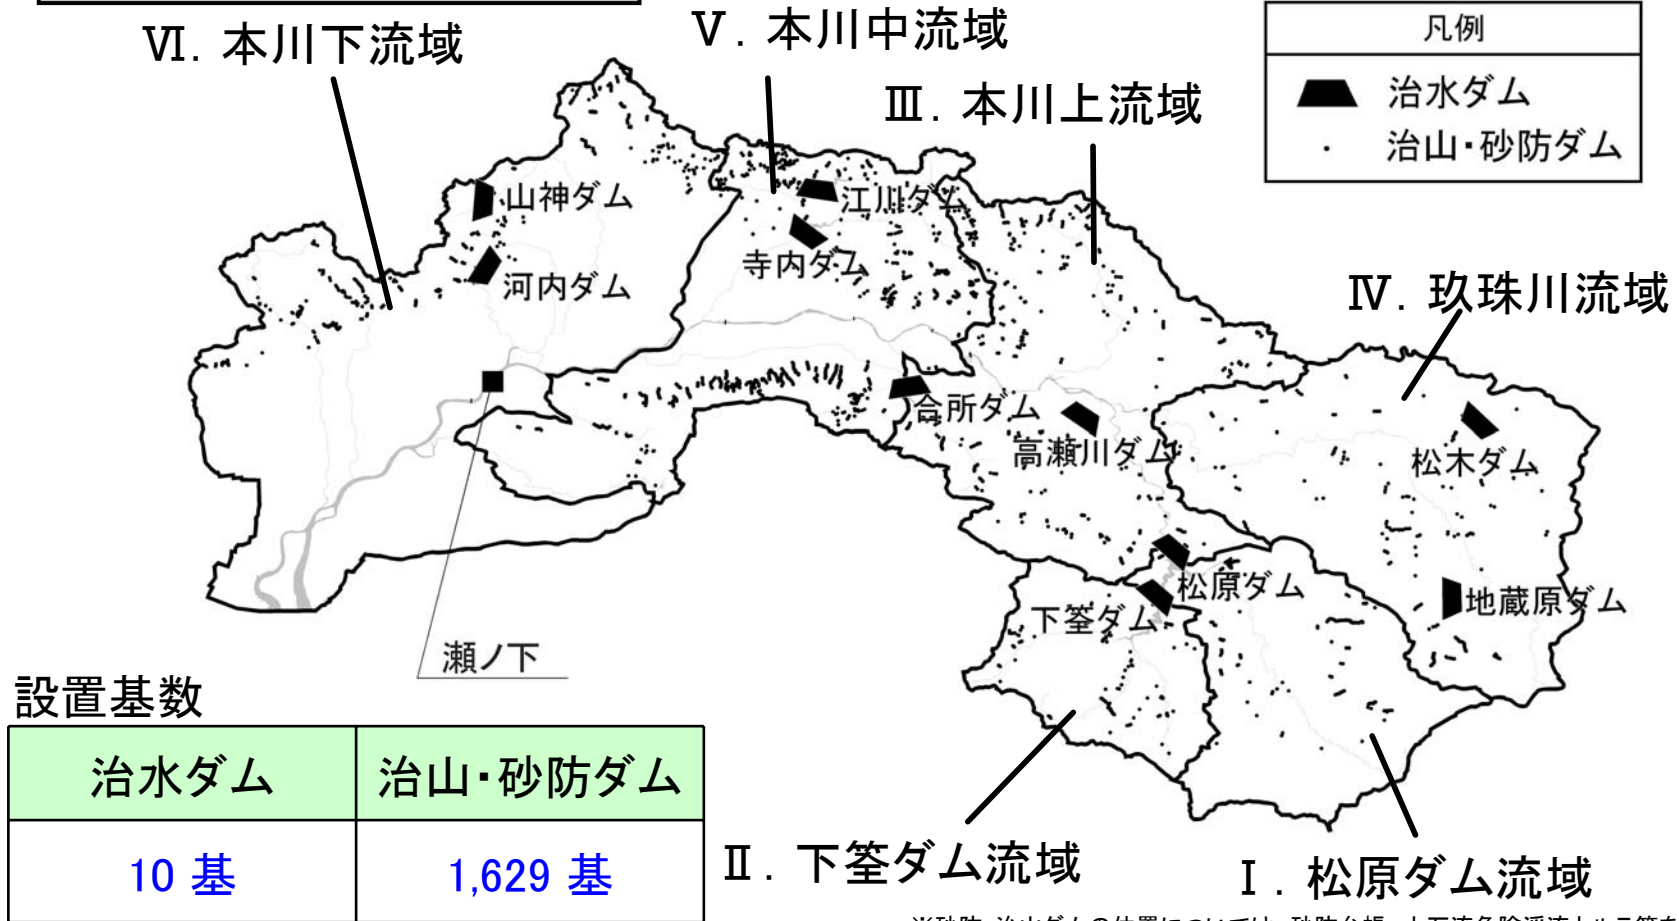 Ⅵ. 本川下流域
Ⅴ. 本川中流域
Ⅲ. 本川上流域
凡例
治水ダム
治山・砂防ダム
山神ダム
江川ダム
河内ダム
寺内ダム
Ⅳ. 玖珠川流域
合所ダム
高瀬川ダム
松木ダム
松原ダム
下筌ダム
地蔵原ダム
瀬ノ下
設置基数
治水ダム 治山・砂防ダム
10 基 1,629 基
Ⅱ. 下筌ダム流域
Ⅰ. 松原ダム流域